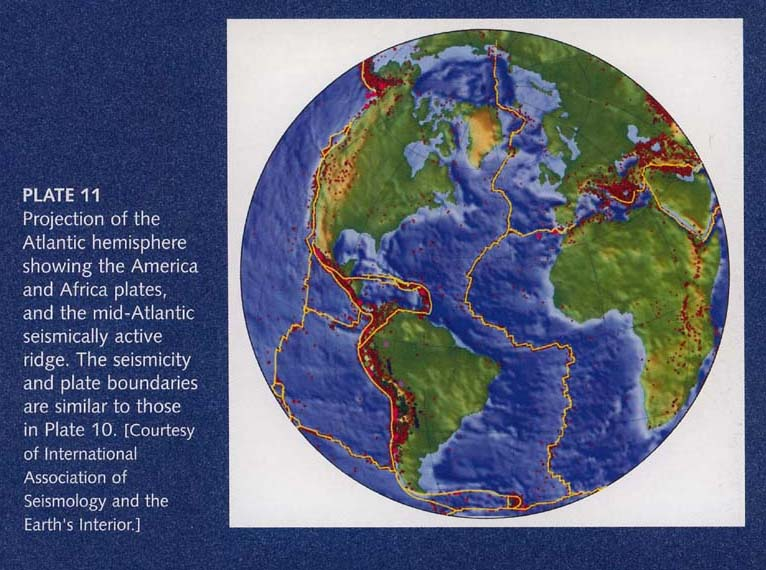 PLATE 11
Projection of the
Atlantic hemisphere
showing the America
and Africa plates,
and the mid-Atlantic
seismically active
ridge. The seismicity
and plate boundaries
are similar to those
in Plate 10. [Courtesy
of International
Association of
Seismology and the
Earth's Interior.]